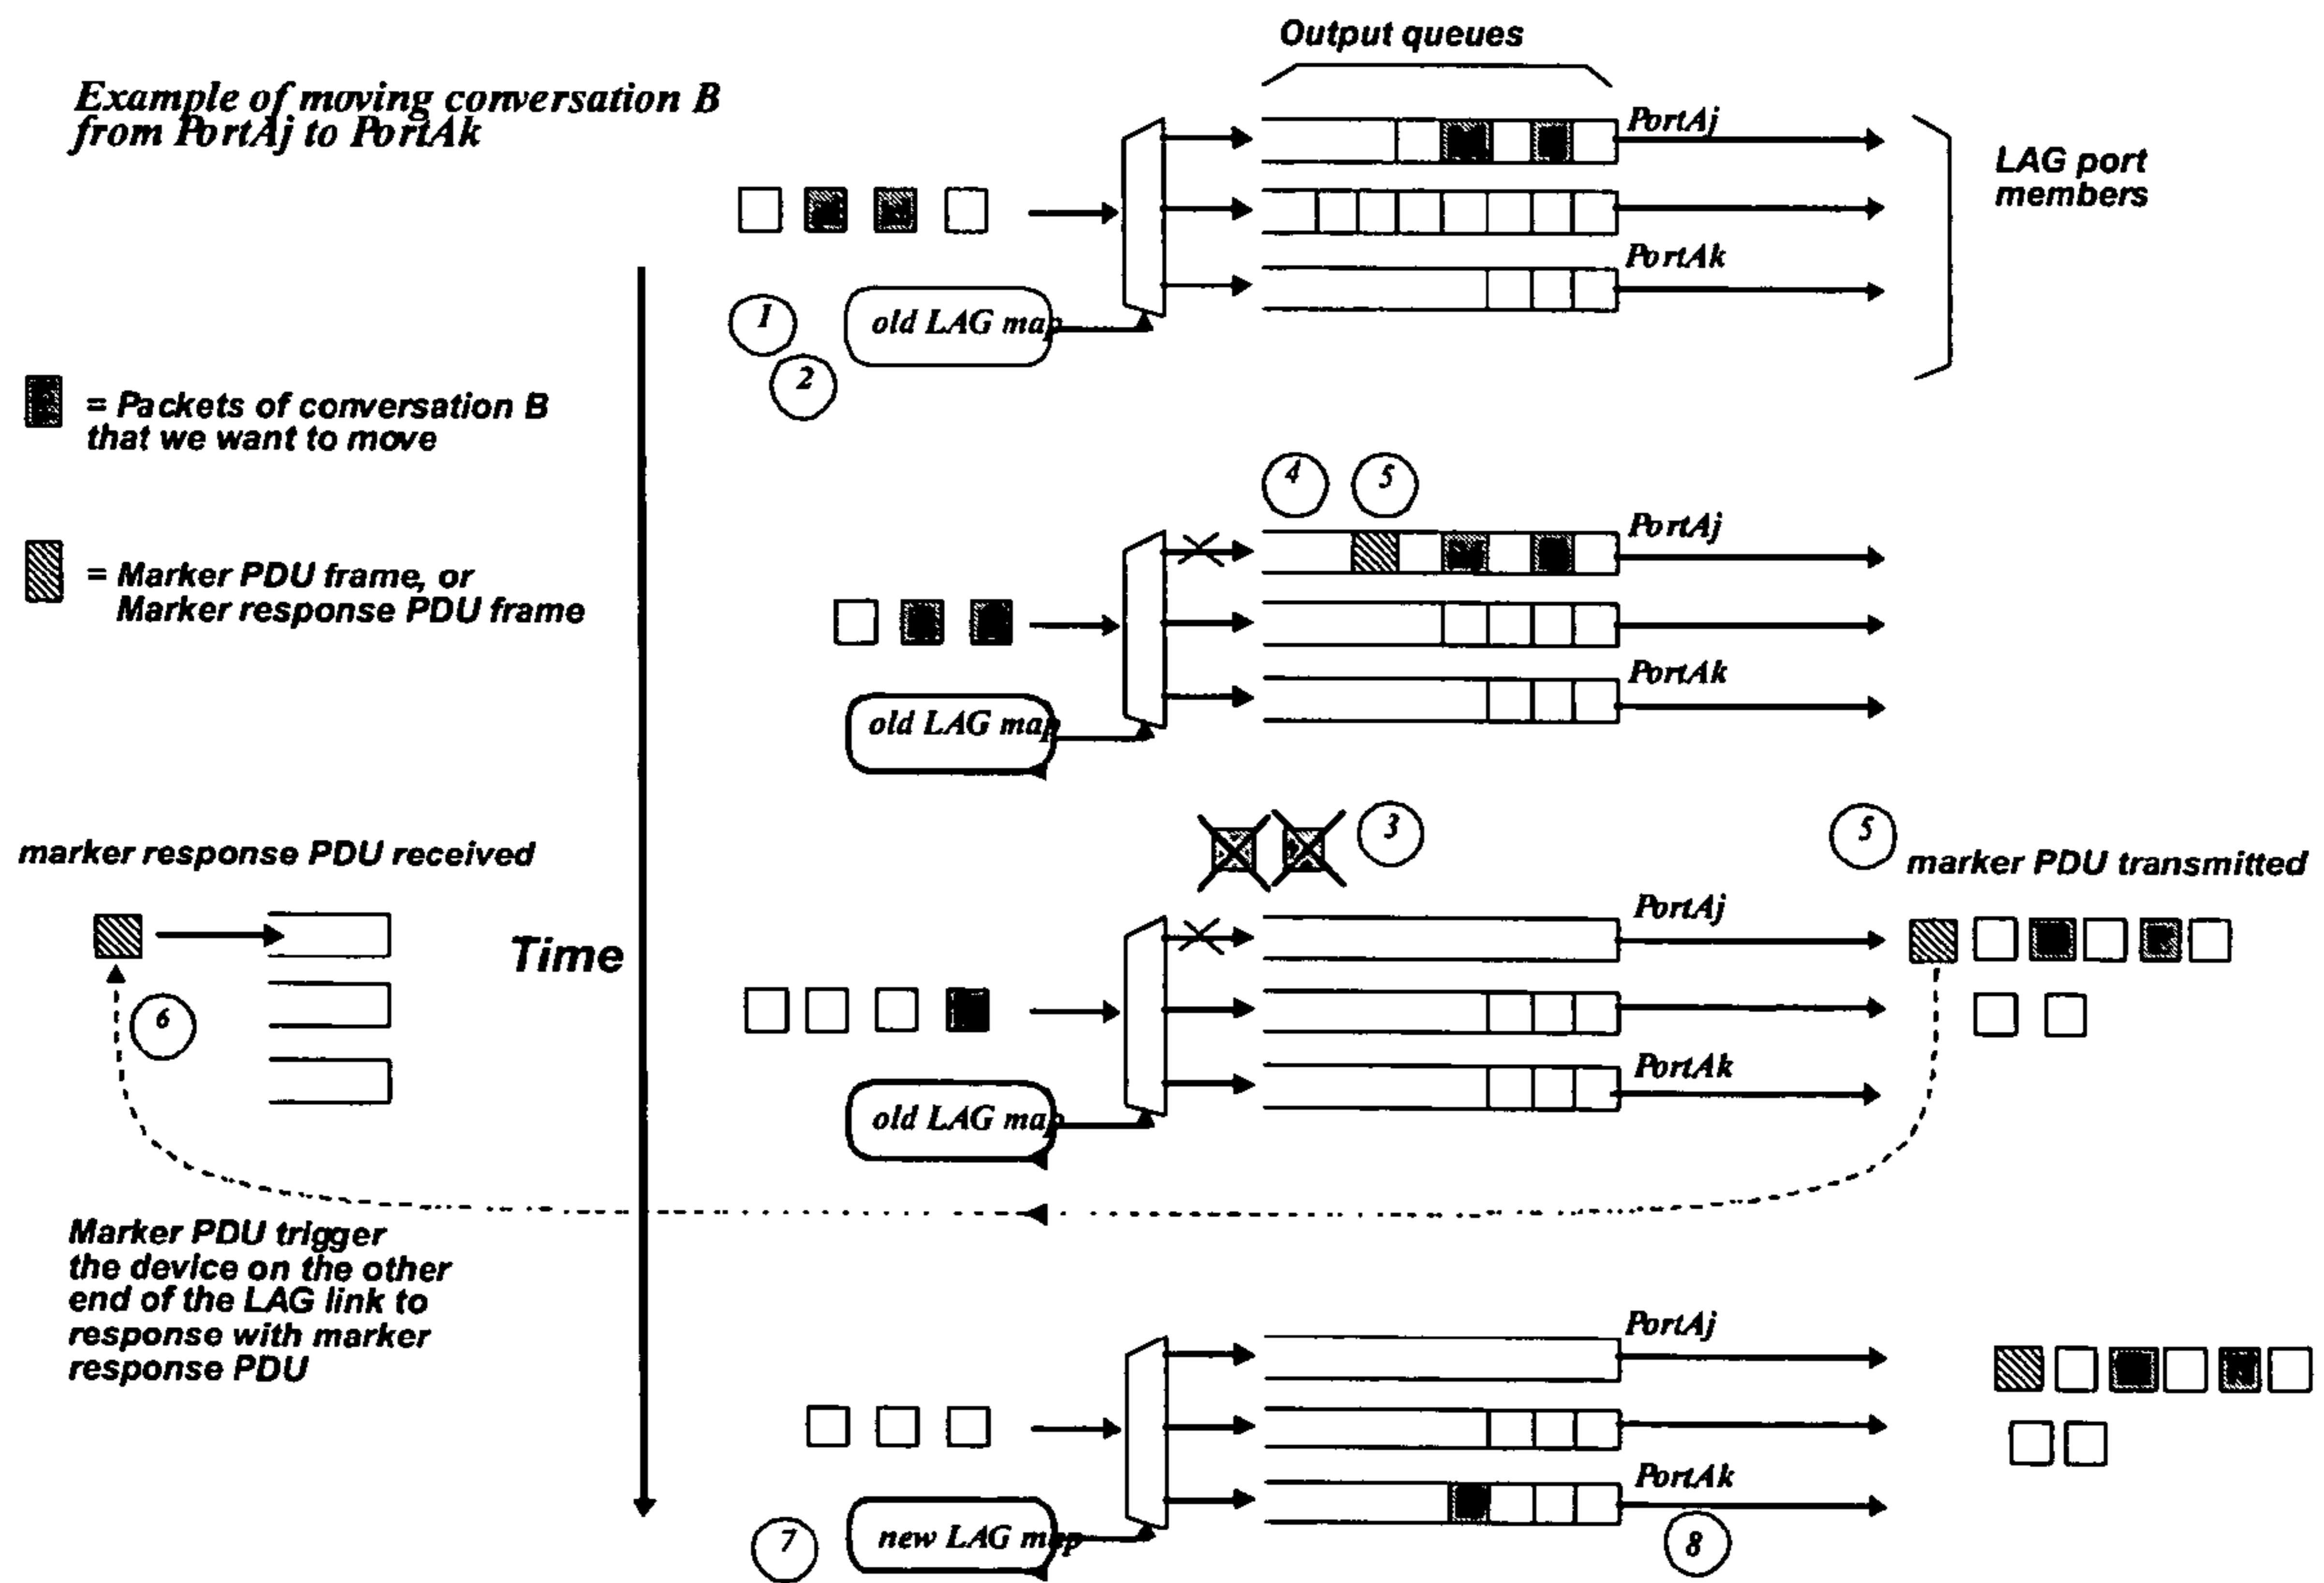 Output queues
Example of moving conversation B
from PortAj to PortAk
PortAj
LAG port
members
PortAk
1
old LAG map
2
= Packets of conversation B
that we want to move
4
5
PortAj
= Marker PDU frame, or
Marker response PDU frame
PortAk
old LAG map
3
5
marker response PDU received
marker PDU transmitted
PortAj
Time
6
PortAk
old LAG map
Marker PDU trigger
the device on the other
end of the LAG link to
response with marker
response PDU
PortAj
PortAk
7
new LAG map
8